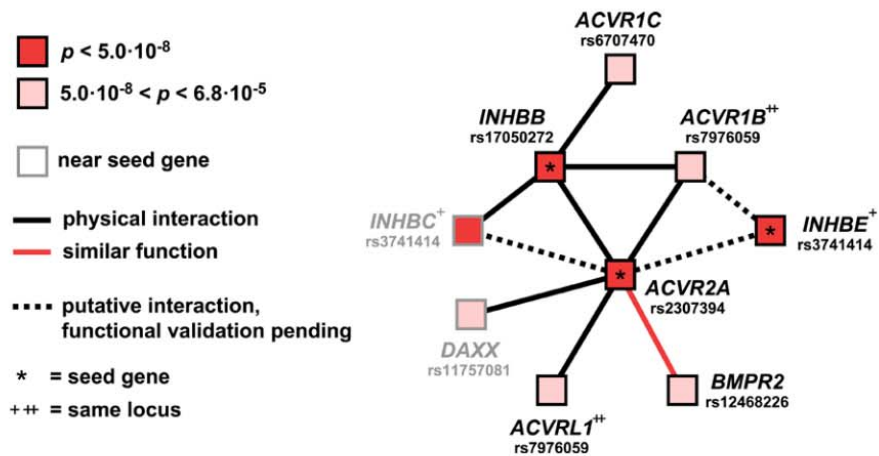 p < 5.0·10⁻⁸
5.0·10⁻⁸ < p < 6.8·10⁻⁵
near seed gene
physical interaction
similar function
putative interaction,
functional validation pending
* = seed gene
+ ++ = same locus
ACVR1C
rs6707470
INHBB
rs17050272
ACVR1B⁺⁺
rs7976059
*
INHBC⁺
rs3741414
*
INHBE⁺
rs3741414
*
ACVR2A
rs2307394
DAXX
rs11757081
BMPR2
rs12468226
ACVRL1⁺⁺
rs7976059